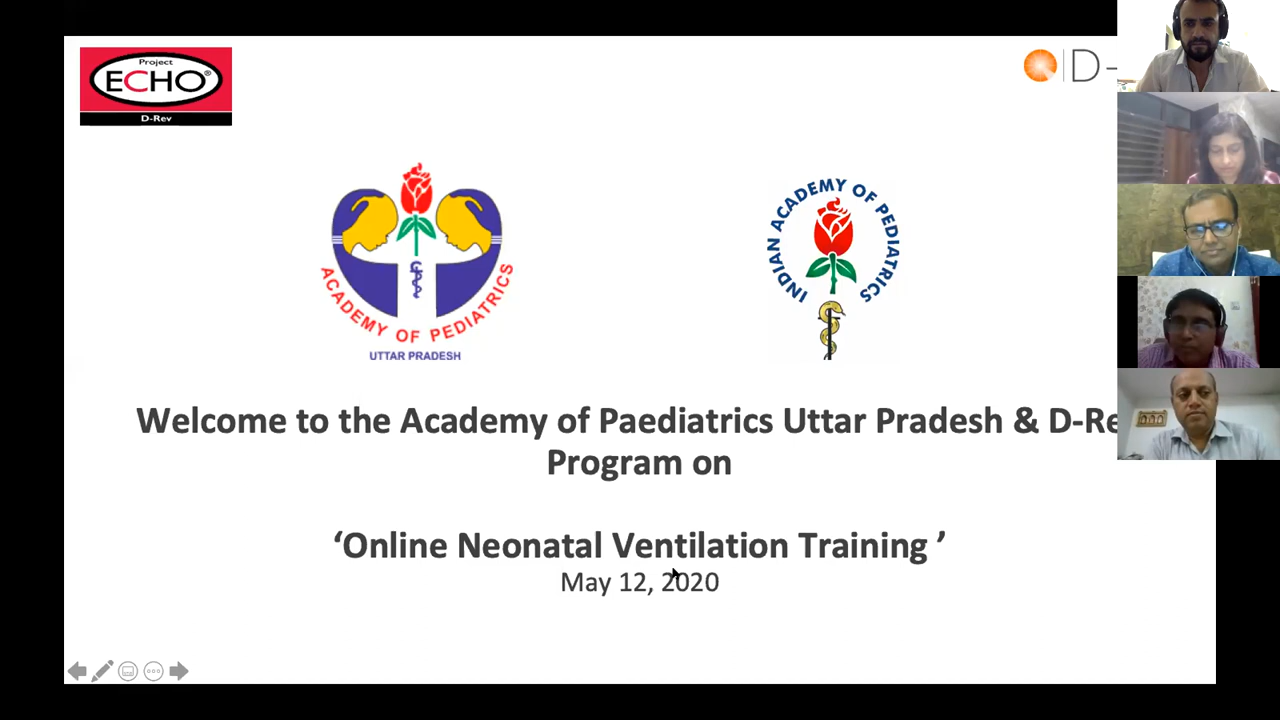 Project
ECHO®
D-Rev
D-
ACADEMY OF PEDIATRICS
UTTAR PRADESH
INDIAN ACADEMY OF PEDIATRICS
Welcome to the Academy of Paediatrics Uttar Pradesh & D-Re
Program on
‘Online Neonatal Ventilation Training ’
May 12, 2020